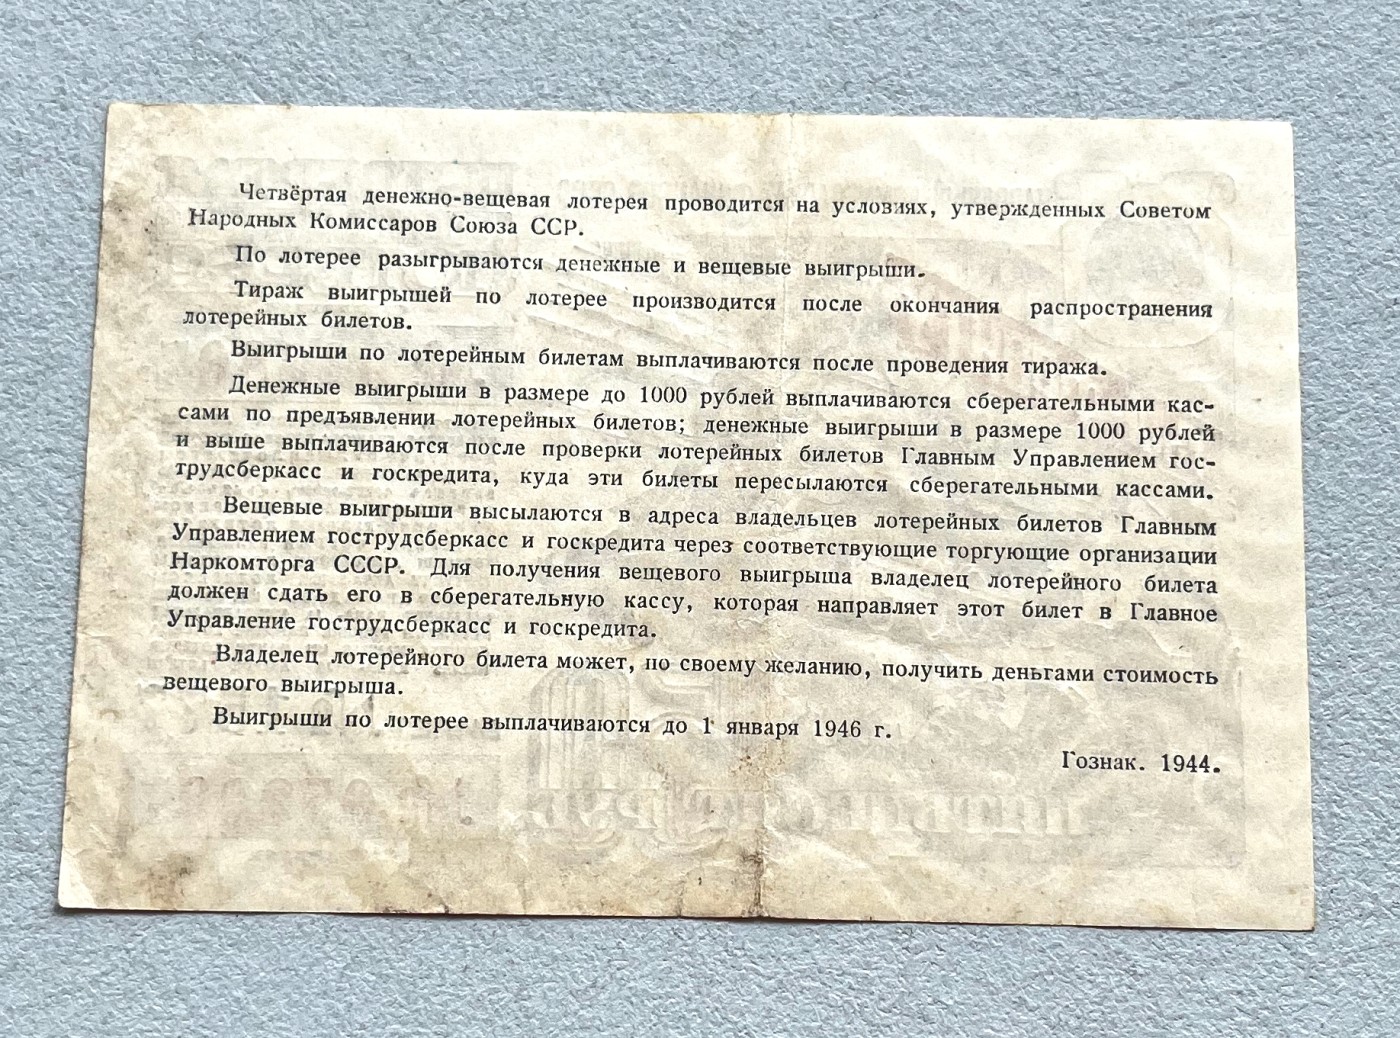 Четвёртая денежно-вещевая лотерея проводится на условиях, утвержденных Советом
Народных Комиссаров Союза ССР.
По лотерее разыгрываются денежные и вещевые выигрыши.
Тираж выигрышей по лотерее производится после окончания распространения
лотерейных билетов.
Выигрыши по лотерейным билетам выплачиваются после проведения тиража.
Денежные выигрыши в размере до 1000 рублей выплачиваются сберегательными кас-
сами по предъявлении лотерейных билетов; денежные выигрыши в размере 1000 рублей
и выше выплачиваются после проверки лотерейных билетов Главным Управлением гос-
трудсберкасс и госкредита, куда эти билеты пересылаются сберегательными кассами.
Вещевые выигрыши высылаются в адреса владельцев лотерейных билетов Главным
Управлением гострудсберкасс и госкредита через соответствующие торгующие организации
Наркомторга СССР. Для получения вещевого выигрыша владелец лотерейного билета
должен сдать его в сберегательную кассу, которая направляет этот билет в Главное
Управление гострудсберкасс и госкредита.
Владелец лотерейного билета может, по своему желанию, получить деньгами стоимость
вещевого выигрыша.
Выигрыши по лотерее выплачиваются до 1 января 1946 г.
Гознак. 1944.